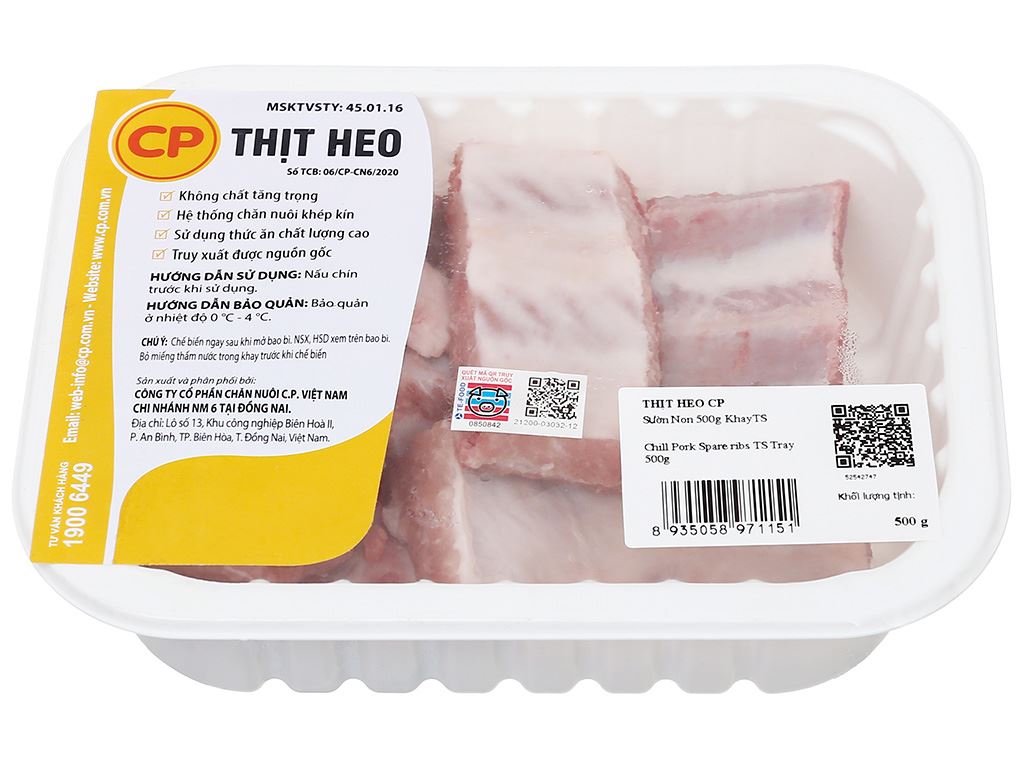 MSKTVSTY: 45.01.16
CP
THỊT HEO
Số TCB: 06/CP-CN6/2020
Không chất tăng trọng
Hệ thống chăn nuôi khép kín
Sử dụng thức ăn chất lượng cao
Truy xuất được nguồn gốc
HƯỚNG DẪN SỬ DỤNG: Nấu chín
trước khi sử dụng.
HƯỚNG DẪN BẢO QUẢN: Bảo quản
ở nhiệt độ 0 °C - 4 °C.
CHÚ Ý: Chế biến ngay sau khi mở bao bì. NSX, HSD xem trên bao bì.
Bỏ miếng thấm nước trong khay trước khi chế biến
Sản xuất và phân phối bởi:
CÔNG TY CỔ PHẦN CHĂN NUÔI C.P. VIỆT NAM
CHI NHÁNH NM 6 TẠI ĐỒNG NAI.
Địa chỉ: Lô số 13, Khu công nghiệp Biên Hoà II,
P. An Bình, TP. Biên Hòa, T. Đồng Nai, Việt Nam.
Email: web-info@cp.com.vn - Website: www.cp.com.vn
TƯ VẤN KHÁCH HÀNG
1900 6449
QUÉT MÃ QR TRUY
XUẤT NGUỒN GỐC
TE-FOOD
0850842
21200-03032-12
THỊT HEO CP
Sườn Non 500g KhayTS
Chill Pork Spare ribs TS Tray
500g
8 935058 971151
52542747
Khối lượng tịnh:
500 g